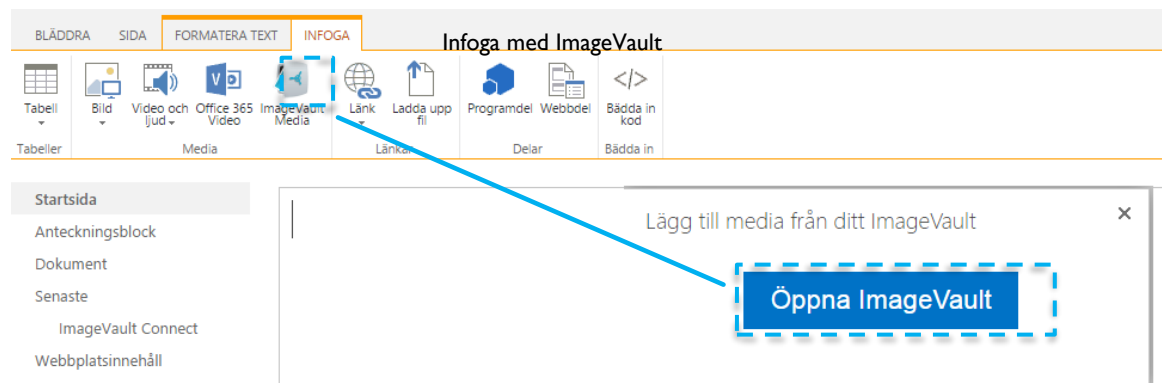 BLÄDDRA SIDA FORMATERA TEXT INFOGA
Infoga med ImageVault
Tabell
Bild
Video och
ljud
Office 365
Video
ImageVault
Media
Länk
Ladda upp
fil
Programdel
Webbdel
</>
Bädda in
kod
Tabeller
Media
Länkar
Delar
Bädda in
Startsida
Anteckningsblock
Dokument
Senaste
ImageVault Connect
Webbplatsinnehåll
Lägg till media från ditt ImageVault
Öppna ImageVault